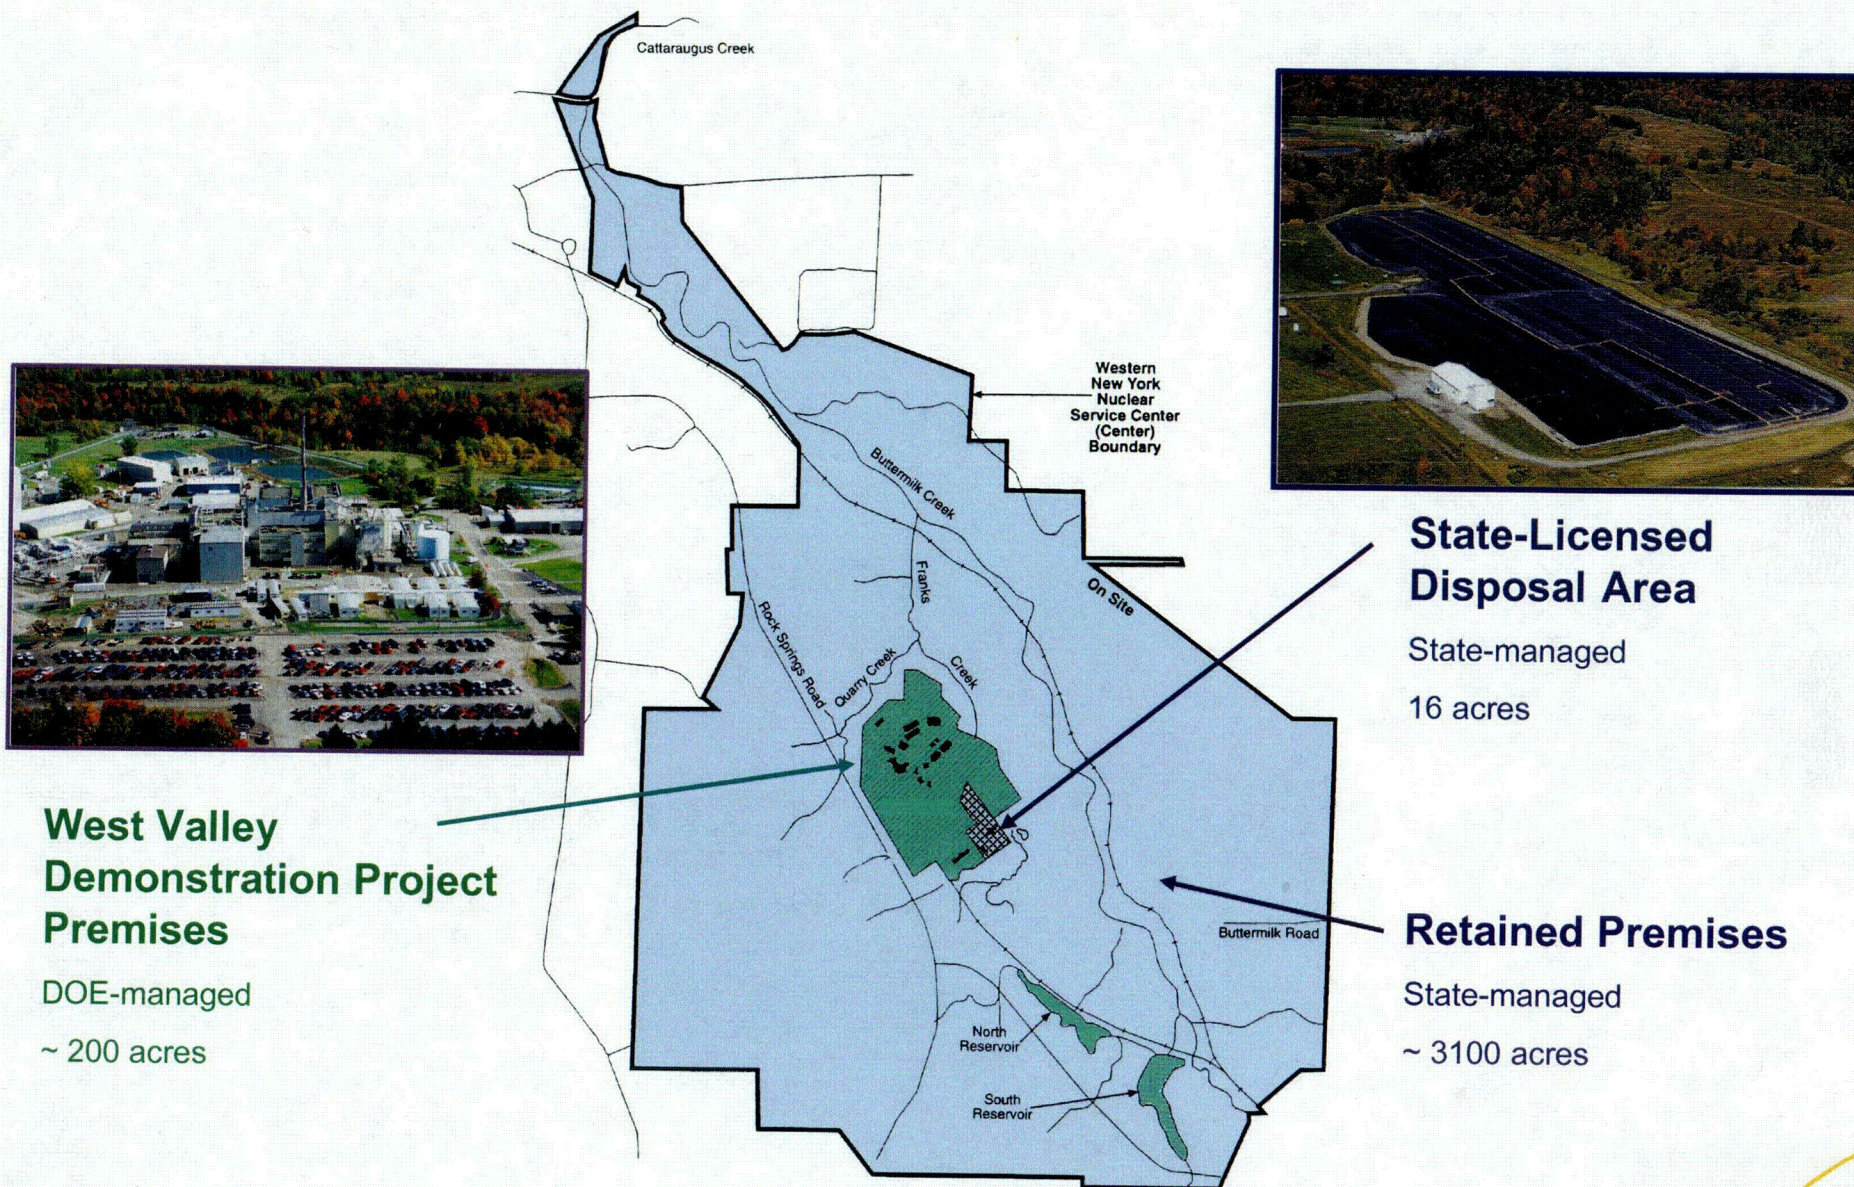 Cattaraugus Creek
Western
New York
Nuclear
Service Center
(Center)
Boundary
Buttermilk Creek
Franks
Creek
On Site
Rock Springs Road
Quarry Creek
State-Licensed
Disposal Area
State-managed
16 acres
West Valley
Demonstration Project
Premises
DOE-managed
~ 200 acres
Buttermilk Road
Retained Premises
State-managed
~ 3100 acres
North
Reservoir
South
Reservoir